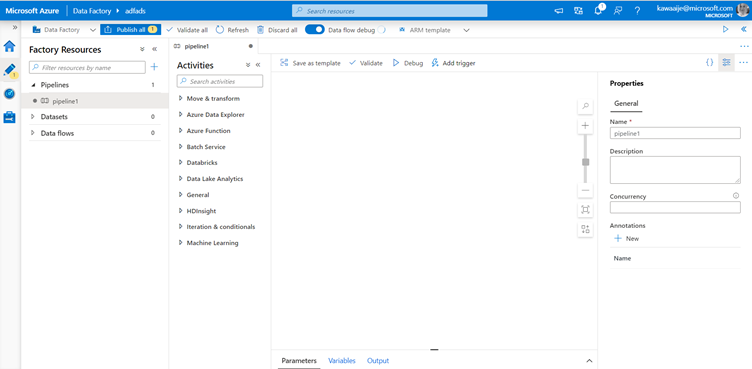 Microsoft Azure Data Factory adfads Search resources kawaaije@microsoft.com
MICROSOFT
Data Factory Publish all 1 Validate all Refresh Discard all Data flow debug ARM template
Factory Resources
Filter resources by name
Pipelines 1
pipeline1
Datasets 0
Data flows 0
pipeline1
Activities
Search activities
Move & transform
Azure Data Explorer
Azure Function
Batch Service
Databricks
Data Lake Analytics
General
HDInsight
Iteration & conditionals
Machine Learning
Save as template Validate Debug Add trigger
Parameters Variables Output
Properties
General
Name *
pipeline1
Description
Concurrency
Annotations
New
Name